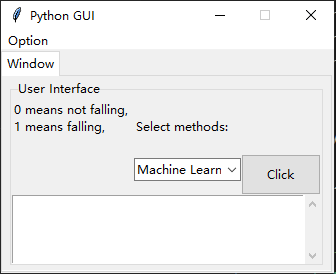 Python GUI
Option
Window
User Interface
0 means not falling,
1 means falling,
Select methods:
Machine Learn
Click